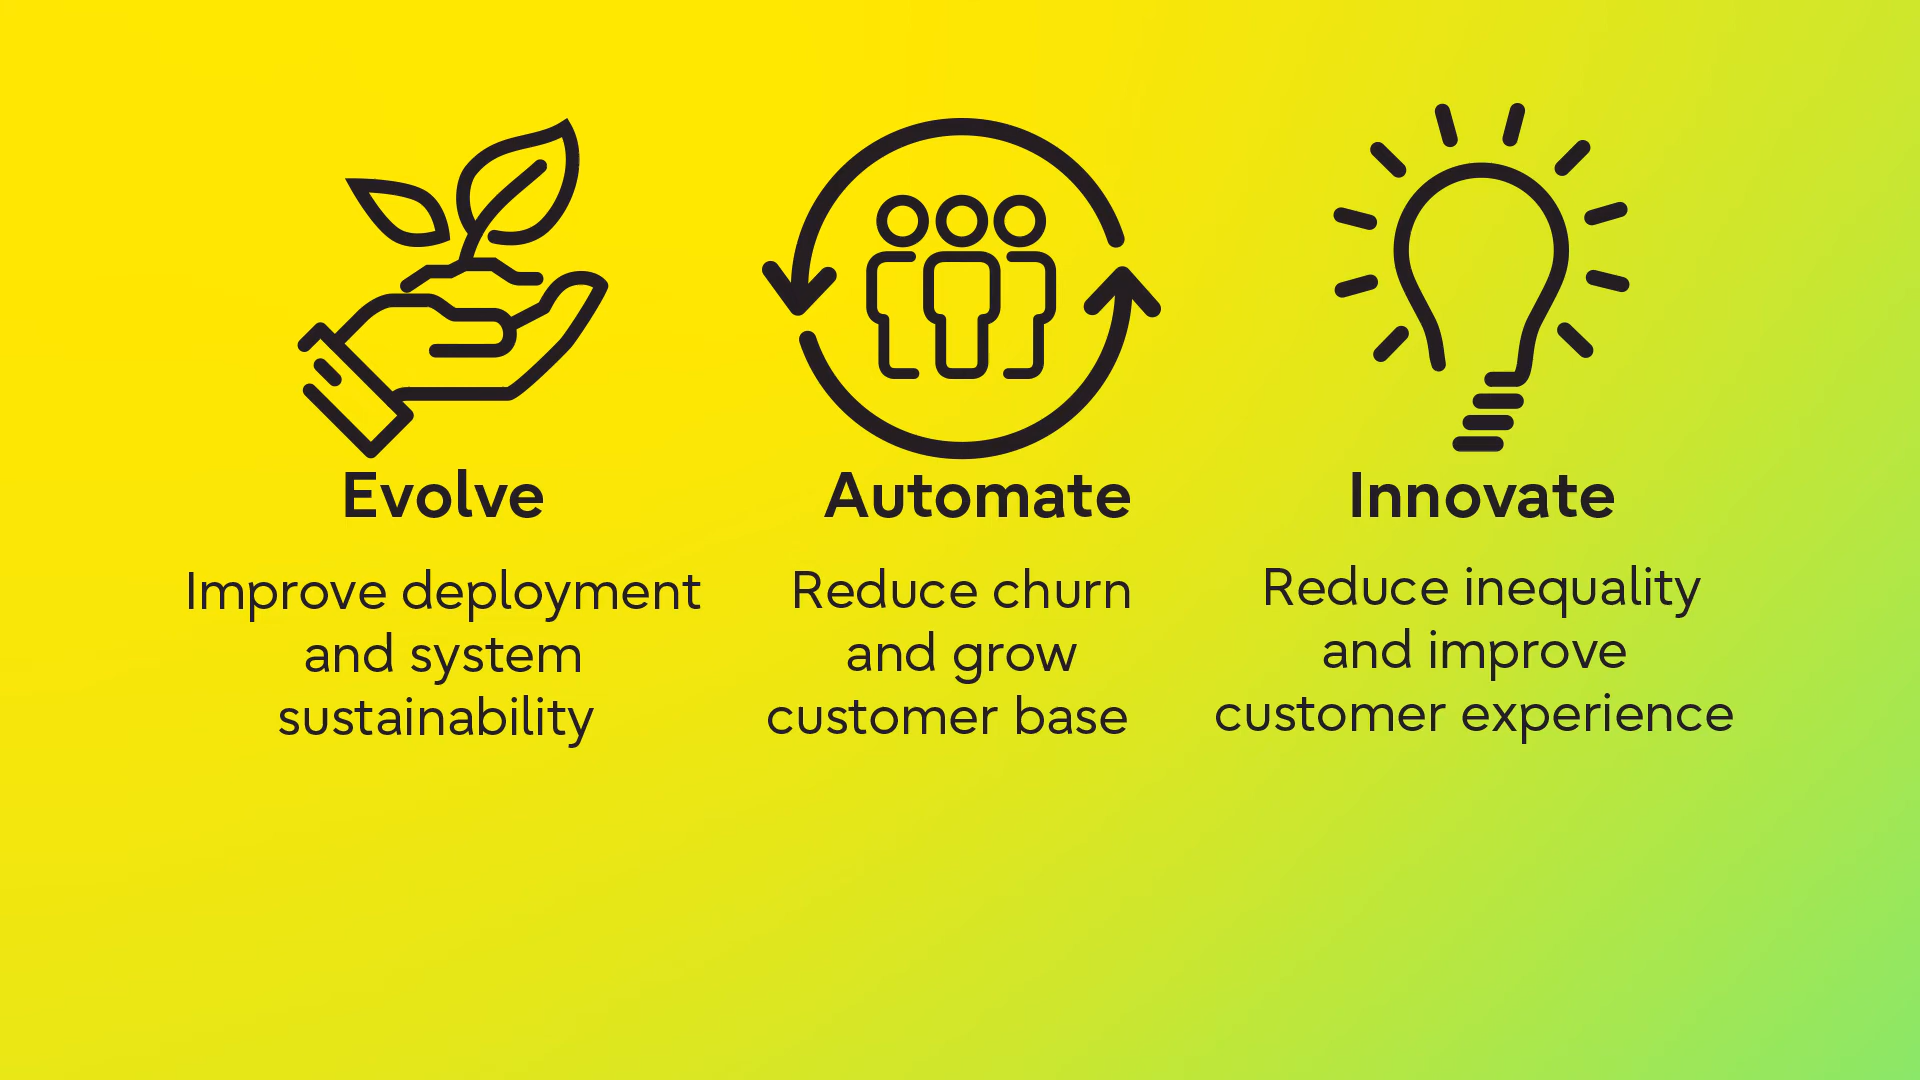 Evolve
Improve deployment
and system
sustainability
Automate
Reduce churn
and grow
customer base
Innovate
Reduce inequality
and improve
customer experience